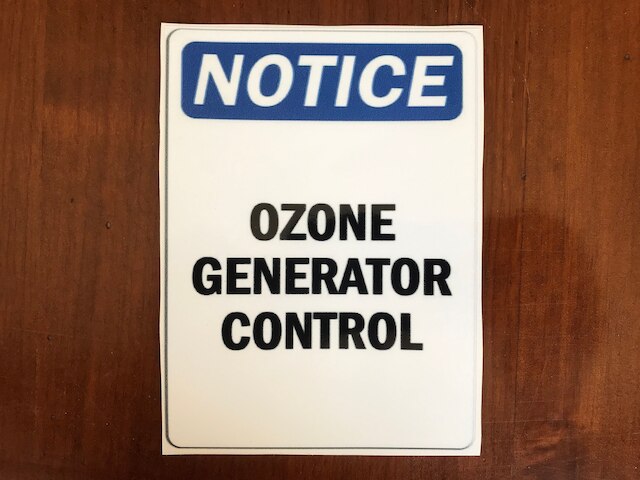 NOTICE
OZONE
GENERATOR
CONTROL